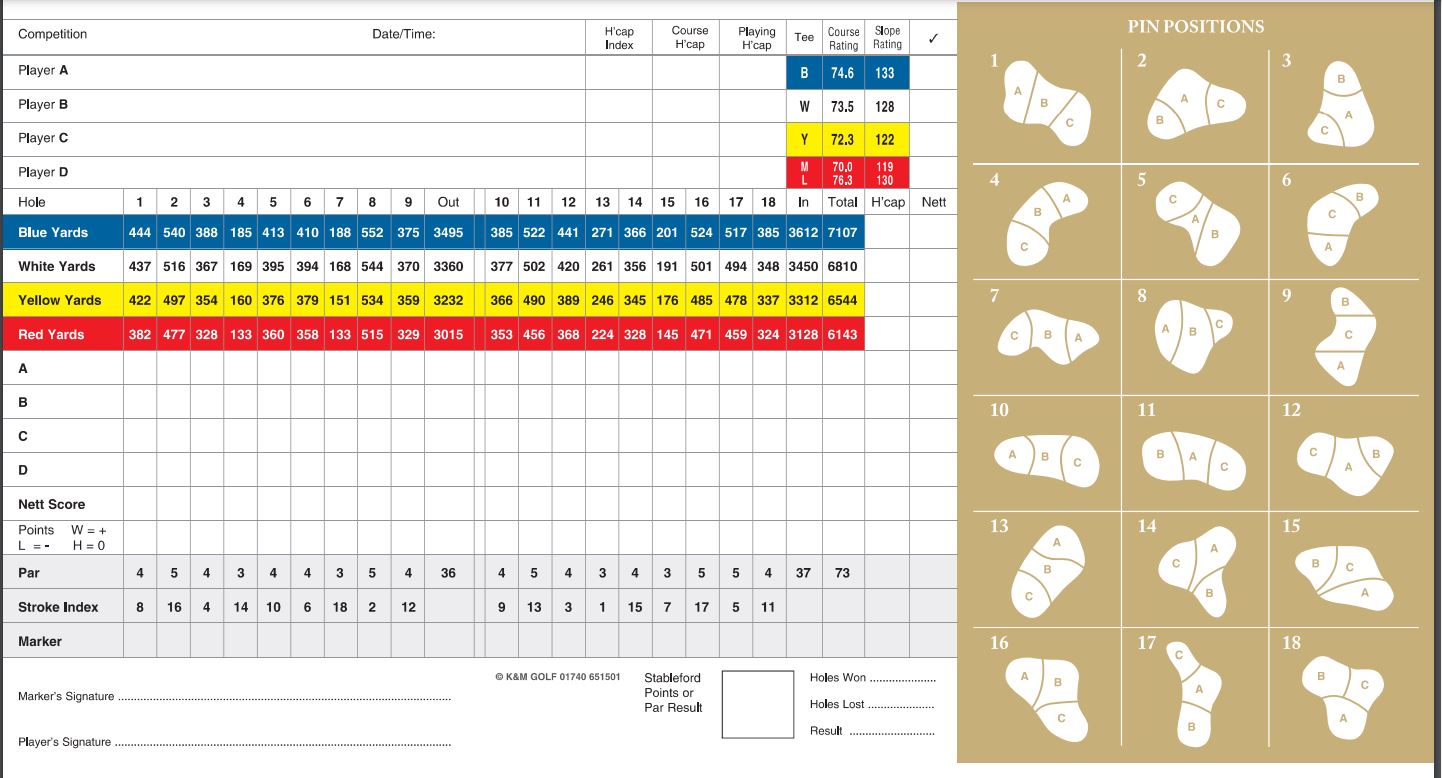 Competition Date/Time: H'cap Index Course H'cap Playing H'cap Tee Course Rating Slope Rating ✓
Player A B 74.6 133
Player B W 73.5 128
Player C Y 72.3 122
Player D M 70.0 119
L 76.3 130
Hole 1 2 3 4 5 6 7 8 9 Out 10 11 12 13 14 15 16 17 18 In Total H'cap Nett
Blue Yards 444 540 388 185 413 410 188 552 375 3495 385 522 441 271 366 201 524 517 385 3612 7107
White Yards 437 516 367 169 395 394 168 544 370 3360 377 502 420 261 356 191 501 494 348 3450 6810
Yellow Yards 422 497 354 160 376 379 151 534 359 3232 366 490 389 246 345 176 485 478 337 3312 6544
Red Yards 382 477 328 133 360 358 133 515 329 3015 353 456 368 224 328 145 471 459 324 3128 6143
A
B
C
D
Nett Score
Points W = +
L = - H = 0
Par 4 5 4 3 4 4 3 5 4 36 4 5 4 3 4 3 5 5 4 37 73
Stroke Index 8 16 4 14 10 6 18 2 12 9 13 3 1 15 7 17 5 11
Marker
Marker's Signature
Player's Signature
© K&M GOLF 01740 651501
Stableford
Points or
Par Result
Holes Won
Holes Lost
Result
PIN POSITIONS
1 A B C
2 A B C
3 B A C
4 A B C
5 C A B
6 B C A
7 C B A
8 A B C
9 B C A
10 A B C
11 B A C
12 C A B
13 A B C
14 A C B
15 B C A
16 A B C
17 C A B
18 B C A